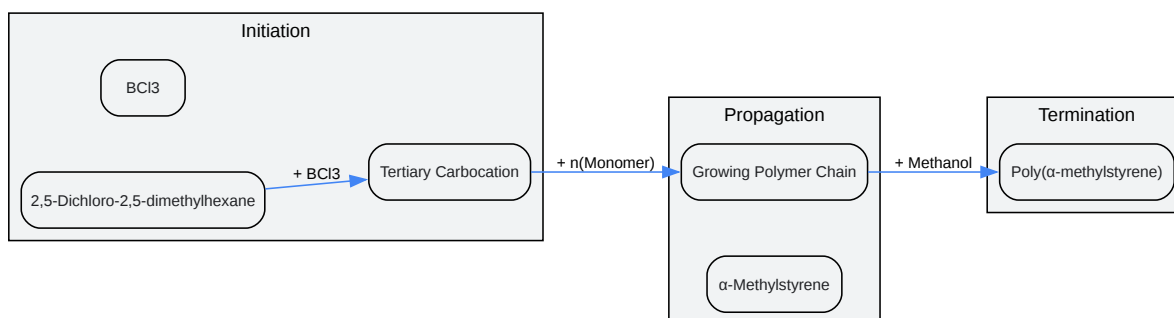 Initiation
BCl3
2,5-Dichloro-2,5-dimethylhexane
+ BCl3
Tertiary Carbocation
+ n(Monomer)
Propagation
Growing Polymer Chain
α-Methylstyrene
+ Methanol
Termination
Poly(α-methylstyrene)